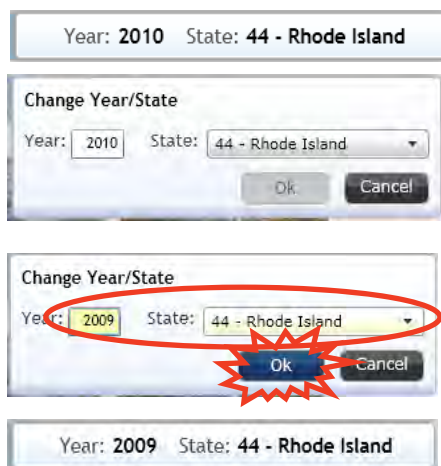 Year: 2010 State: 44 - Rhode Island
Change Year/State
Year: 2010 State: 44 - Rhode Island
Ok Cancel
Change Year/State
Year: 2009 State: 44 - Rhode Island
Ok Cancel
Year: 2009 State: 44 - Rhode Island